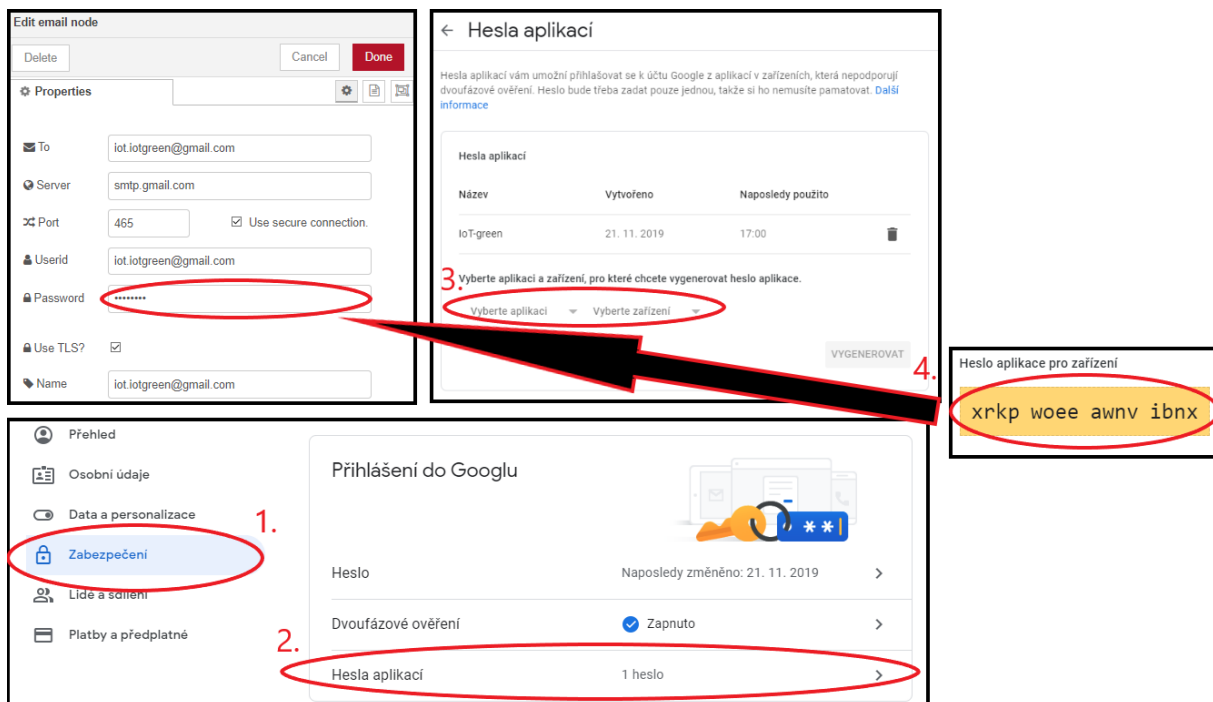 Edit email node
Delete
Cancel
Done
Properties
To
iot.iotgreen@gmail.com
Server
smtp.gmail.com
Port
465
Use secure connection.
Userid
iot.iotgreen@gmail.com
Password
••••••••
Use TLS?
Name
iot.iotgreen@gmail.com
← Hesla aplikací
Hesla aplikací vám umožní přihlašovat se k účtu Google z aplikací v zařízeních, která nepodporují
dvoufázové ověření. Heslo bude třeba zadat pouze jednou, takže si ho nemusíte pamatovat. Další
informace
Hesla aplikací
Název Vytvořeno Naposledy použito
IoT-green 21. 11. 2019 17:00
3.
Vyberte aplikaci a zařízení, pro které chcete vygenerovat heslo aplikace.
Vyberte aplikaci Vyberte zařízení
VYGENEROVAT
4.
Heslo aplikace pro zařízení
xrkp woee awnv ibnx
Přehled
Osobní údaje
Data a personalizace
1.
Zabezpečení
Lidé a sdílení
Platby a předplatné
Přihlášení do Googlu
**|
Heslo Naposledy změněno: 21. 11. 2019
Dvoufázové ověření Zapnuto
2.
Hesla aplikací 1 heslo